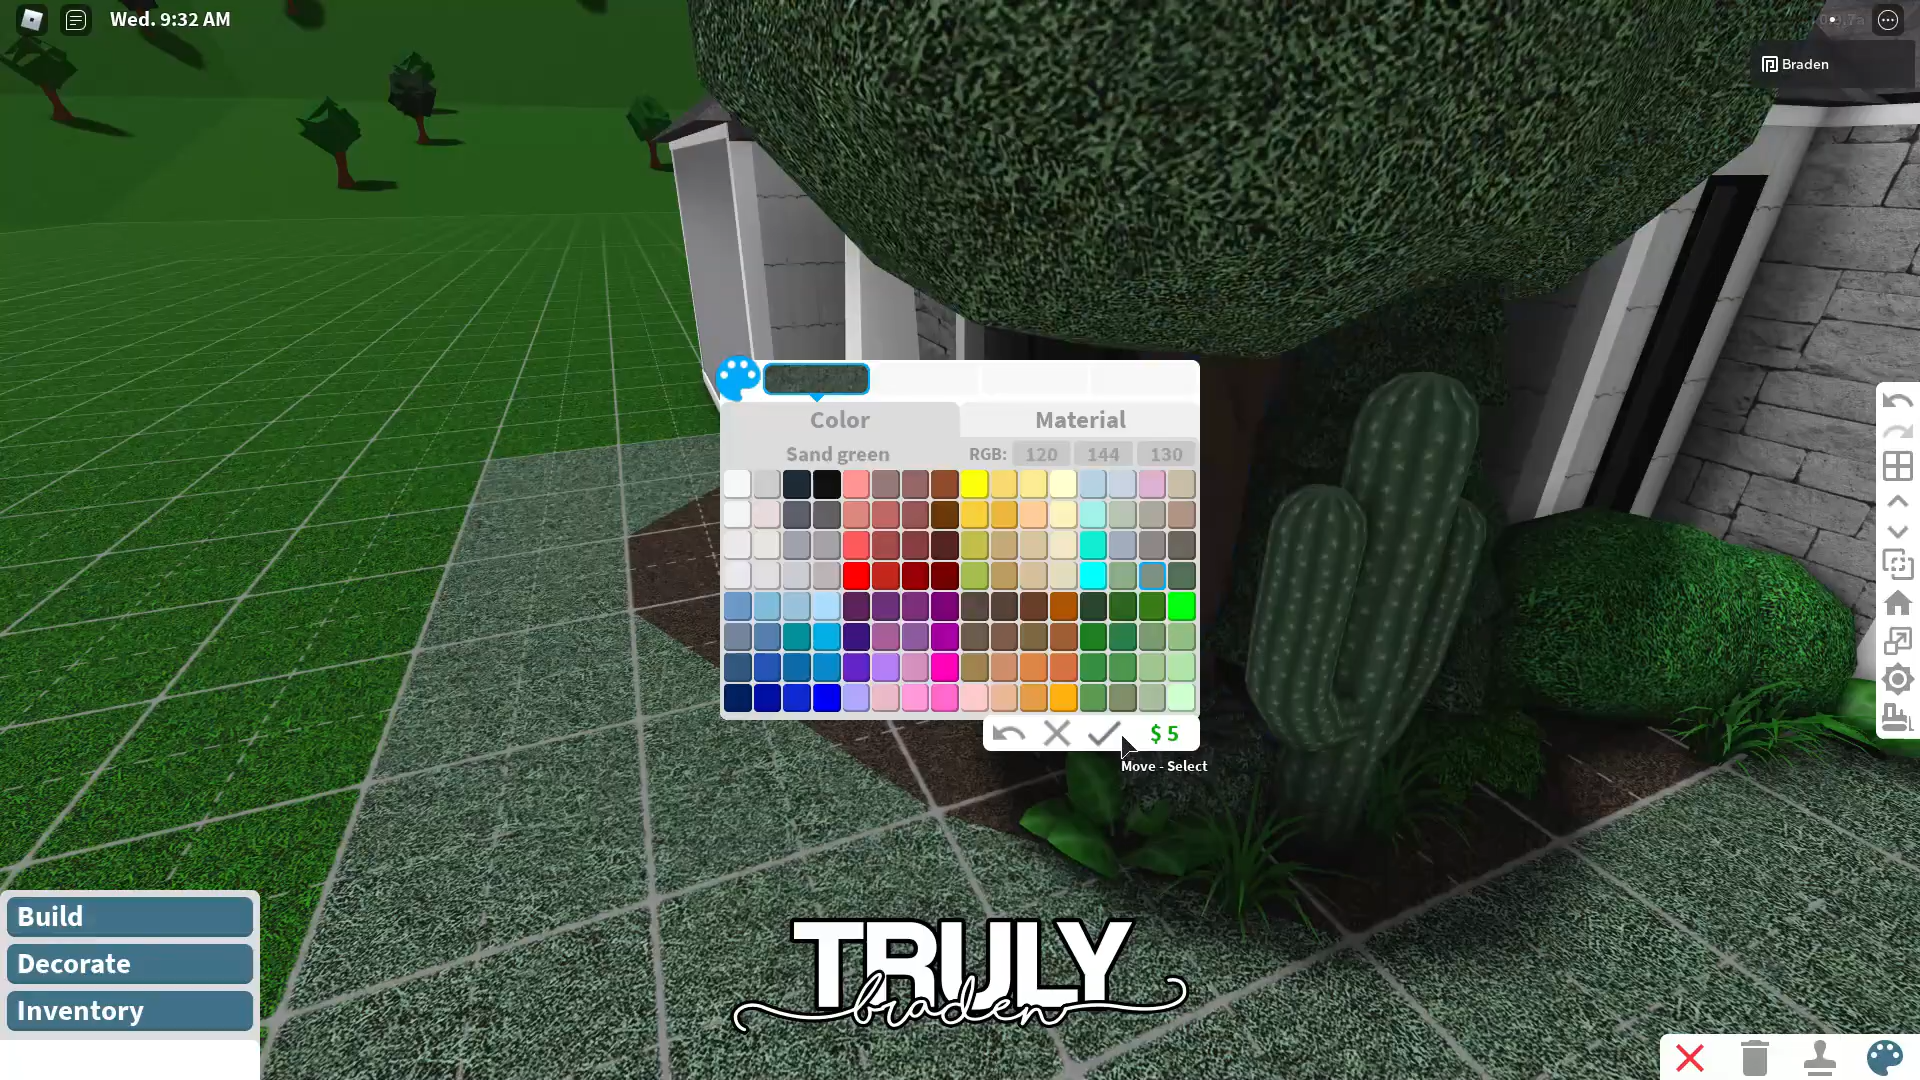 Wed. 9:32 AM
Braden
Color
Material
Sand green
RGB: 120 144 130
$ 5
Move - Select
Build
Decorate
Inventory
TRULY
braden